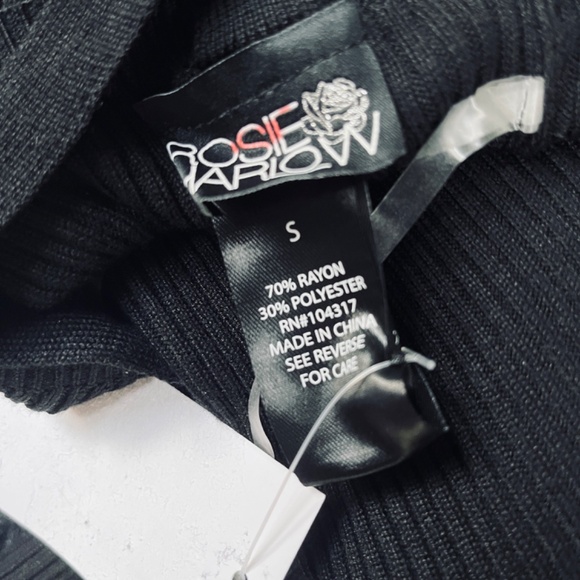 ROSIE
HARLOW
S
70% RAYON
30% POLYESTER
RN#104317
MADE IN CHINA
SEE REVERSE
FOR CARE